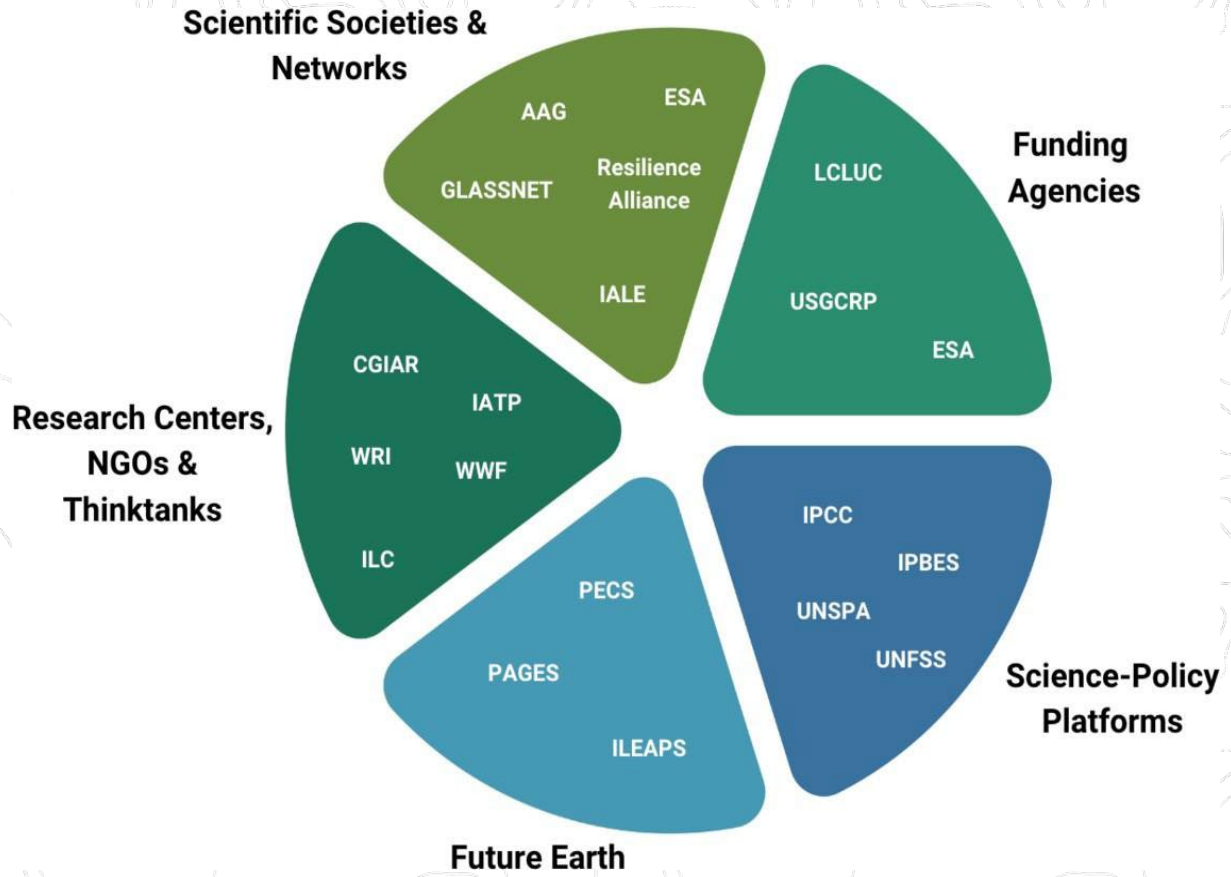 Scientific Societies &
Networks
AAG
ESA
GLASSNET
Resilience
Alliance
IALE
Funding
Agencies
LCLUC
USGCRP
ESA
Research Centers,
NGOs &
Thinktanks
CGIAR
IATP
WRI
WWF
ILC
IPCC
IPBES
UNSPA
UNFSS
Science-Policy
Platforms
PECS
PAGES
ILEAPS
Future Earth